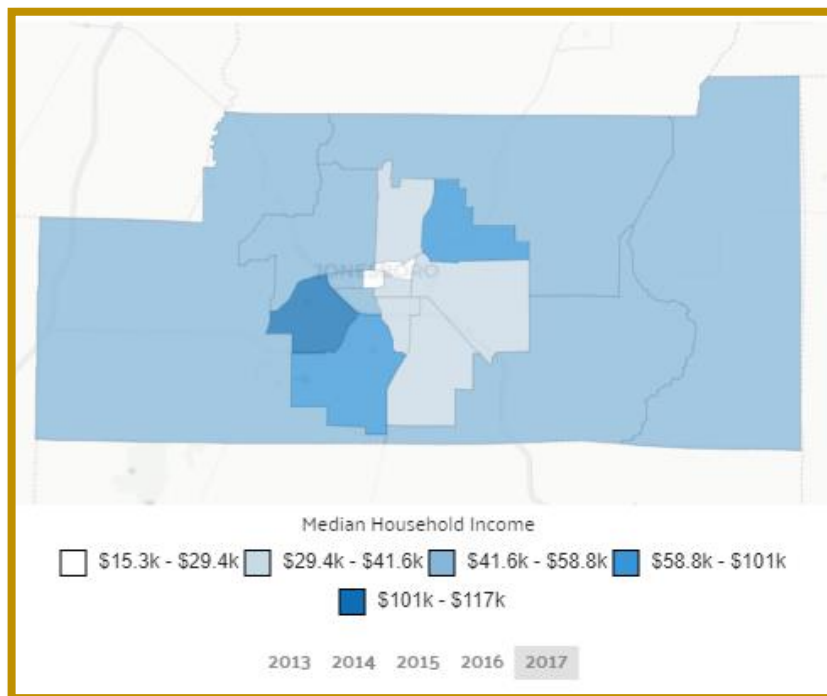 JONESBORO
Median Household Income
$15.3k - $29.4k $29.4k - $41.6k $41.6k - $58.8k $58.8k - $101k
$101k - $117k
2013 2014 2015 2016 2017